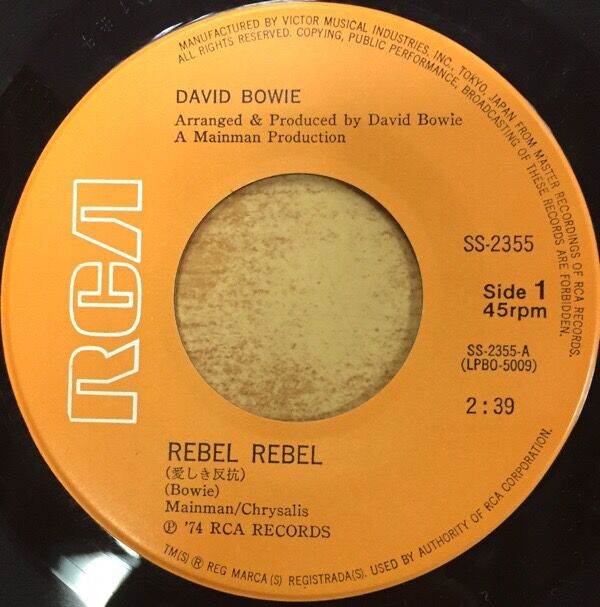 MANUFACTURED BY VICTOR MUSICAL INDUSTRIES, INC., TOKYO, JAPAN FROM MASTER RECORDINGS OF RCA RECORDS.
ALL RIGHTS RESERVED. COPYING, PUBLIC PERFORMANCE, BROADCASTING OF THESE RECORDS ARE FORBIDDEN.
DAVID BOWIE
Arranged & Produced by David Bowie
A Mainman Production
RCA
SS-2355
Side 1
45rpm
SS-2355-A
(LPBO-5009)
2:39
REBEL REBEL
(愛しき反抗)
(Bowie)
Mainman/Chrysalis
Ⓟ '74 RCA RECORDS
TM(S) ® REG MARCA(S) REGISTRADA(S). USED BY AUTHORITY OF RCA CORPORATION.